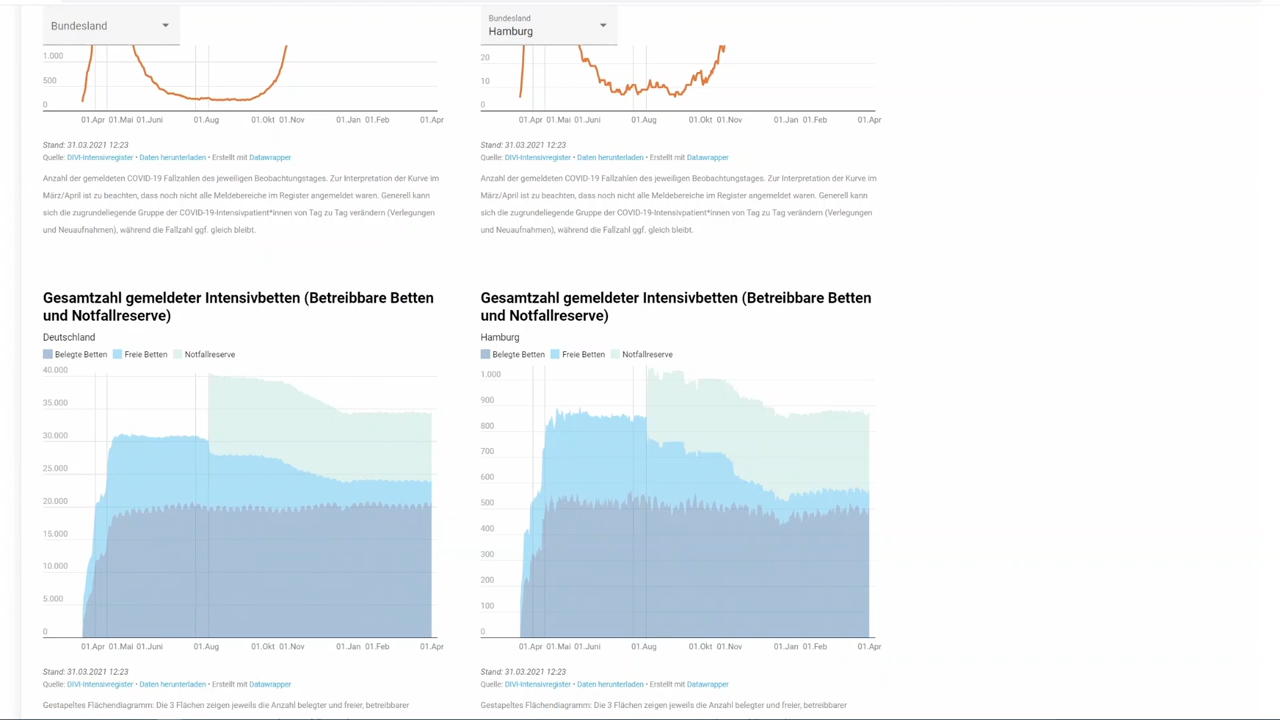 Bundesland
1.000
500
0
01.Apr 01.Mai 01.Juni 01.Aug 01.Okt 01.Nov 01.Jan 01.Feb 01.Apr
Stand: 31.03.2021 12:23
Quelle: DIVI-Intensivregister • Daten herunterladen • Erstellt mit Datawrapper
Anzahl der gemeldeten COVID-19 Fallzahlen des jeweiligen Beobachtungstages. Zur Interpretation der Kurve im
März/April ist zu beachten, dass noch nicht alle Meldebereiche im Register angemeldet waren. Generell kann
sich die zugrundeliegende Gruppe der COVID-19-Intensivpatient*innen von Tag zu Tag verändern (Verlegungen
und Neuaufnahmen), während die Fallzahl ggf. gleich bleibt.
Bundesland
Hamburg
20
10
0
01.Apr 01.Mai 01.Juni 01.Aug 01.Okt 01.Nov 01.Jan 01.Feb 01.Apr
Stand: 31.03.2021 12:23
Quelle: DIVI-Intensivregister • Daten herunterladen • Erstellt mit Datawrapper
Anzahl der gemeldeten COVID-19 Fallzahlen des jeweiligen Beobachtungstages. Zur Interpretation der Kurve im
März/April ist zu beachten, dass noch nicht alle Meldebereiche im Register angemeldet waren. Generell kann
sich die zugrundeliegende Gruppe der COVID-19-Intensivpatient*innen von Tag zu Tag verändern (Verlegungen
und Neuaufnahmen), während die Fallzahl ggf. gleich bleibt.
Gesamtzahl gemeldeter Intensivbetten (Betreibbare Betten
und Notfallreserve)
Deutschland
Belegte Betten Freie Betten Notfallreserve
40.000
35.000
30.000
25.000
20.000
15.000
10.000
5.000
0
01.Apr 01.Mai 01.Juni 01.Aug 01.Okt 01.Nov 01.Jan 01.Feb 01.Apr
Stand: 31.03.2021 12:23
Quelle: DIVI-Intensivregister • Daten herunterladen • Erstellt mit Datawrapper
Gestapeltes Flächendiagramm: Die 3 Flächen zeigen jeweils die Anzahl belegter und freier, betreibbarer
Gesamtzahl gemeldeter Intensivbetten (Betreibbare Betten
und Notfallreserve)
Hamburg
Belegte Betten Freie Betten Notfallreserve
1.000
900
800
700
600
500
400
300
200
100
0
01.Apr 01.Mai 01.Juni 01.Aug 01.Okt 01.Nov 01.Jan 01.Feb 01.Apr
Stand: 31.03.2021 12:23
Quelle: DIVI-Intensivregister • Daten herunterladen • Erstellt mit Datawrapper
Gestapeltes Flächendiagramm: Die 3 Flächen zeigen jeweils die Anzahl belegter und freier, betreibbarer